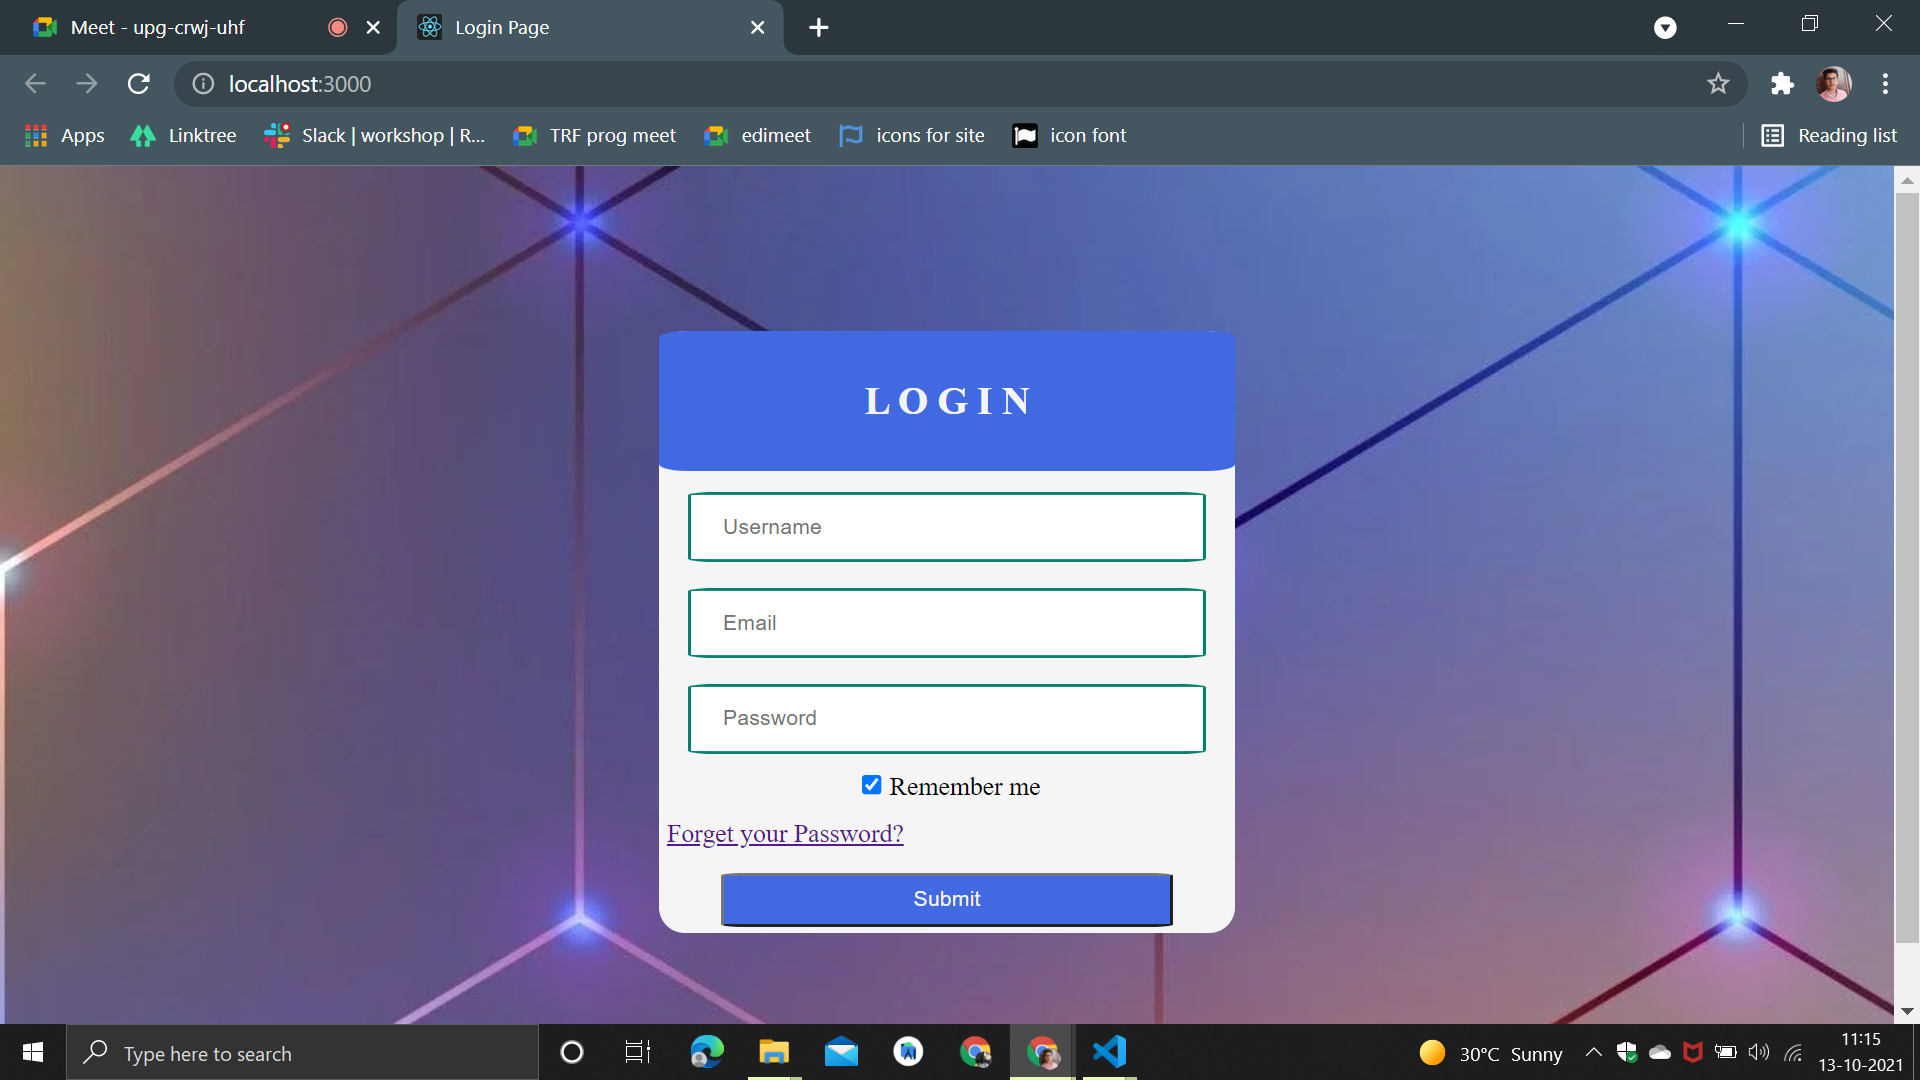 Meet - upg-crwj-uhf
Login Page
localhost:3000
Apps
Linktree
Slack | workshop | R...
TRF prog meet
edimeet
icons for site
icon font
Reading list
LOGIN
Username
Email
Password
Remember me
Forget your Password?
Submit
Type here to search
30°C Sunny
11:15
13-10-2021